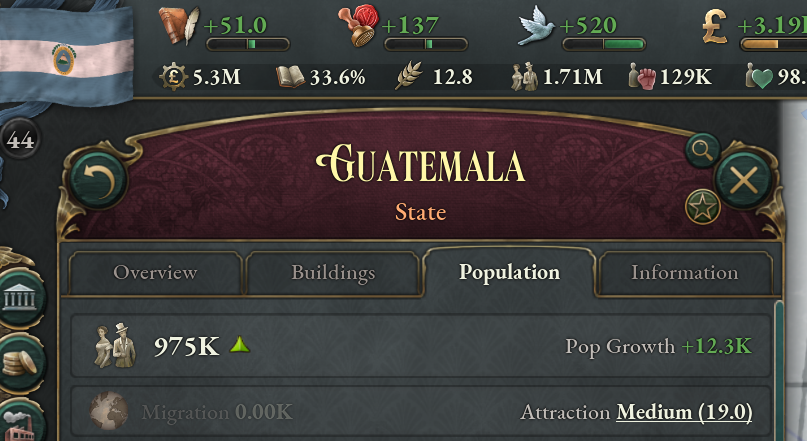 +51.0 +137 +520 +3.19
5.3M 33.6% 12.8 1.71M 129K 98.
44
GUATEMALA
State
Overview Buildings Population Information
975K Pop Growth +12.3K
Migration 0.00K Attraction Medium (19.0)